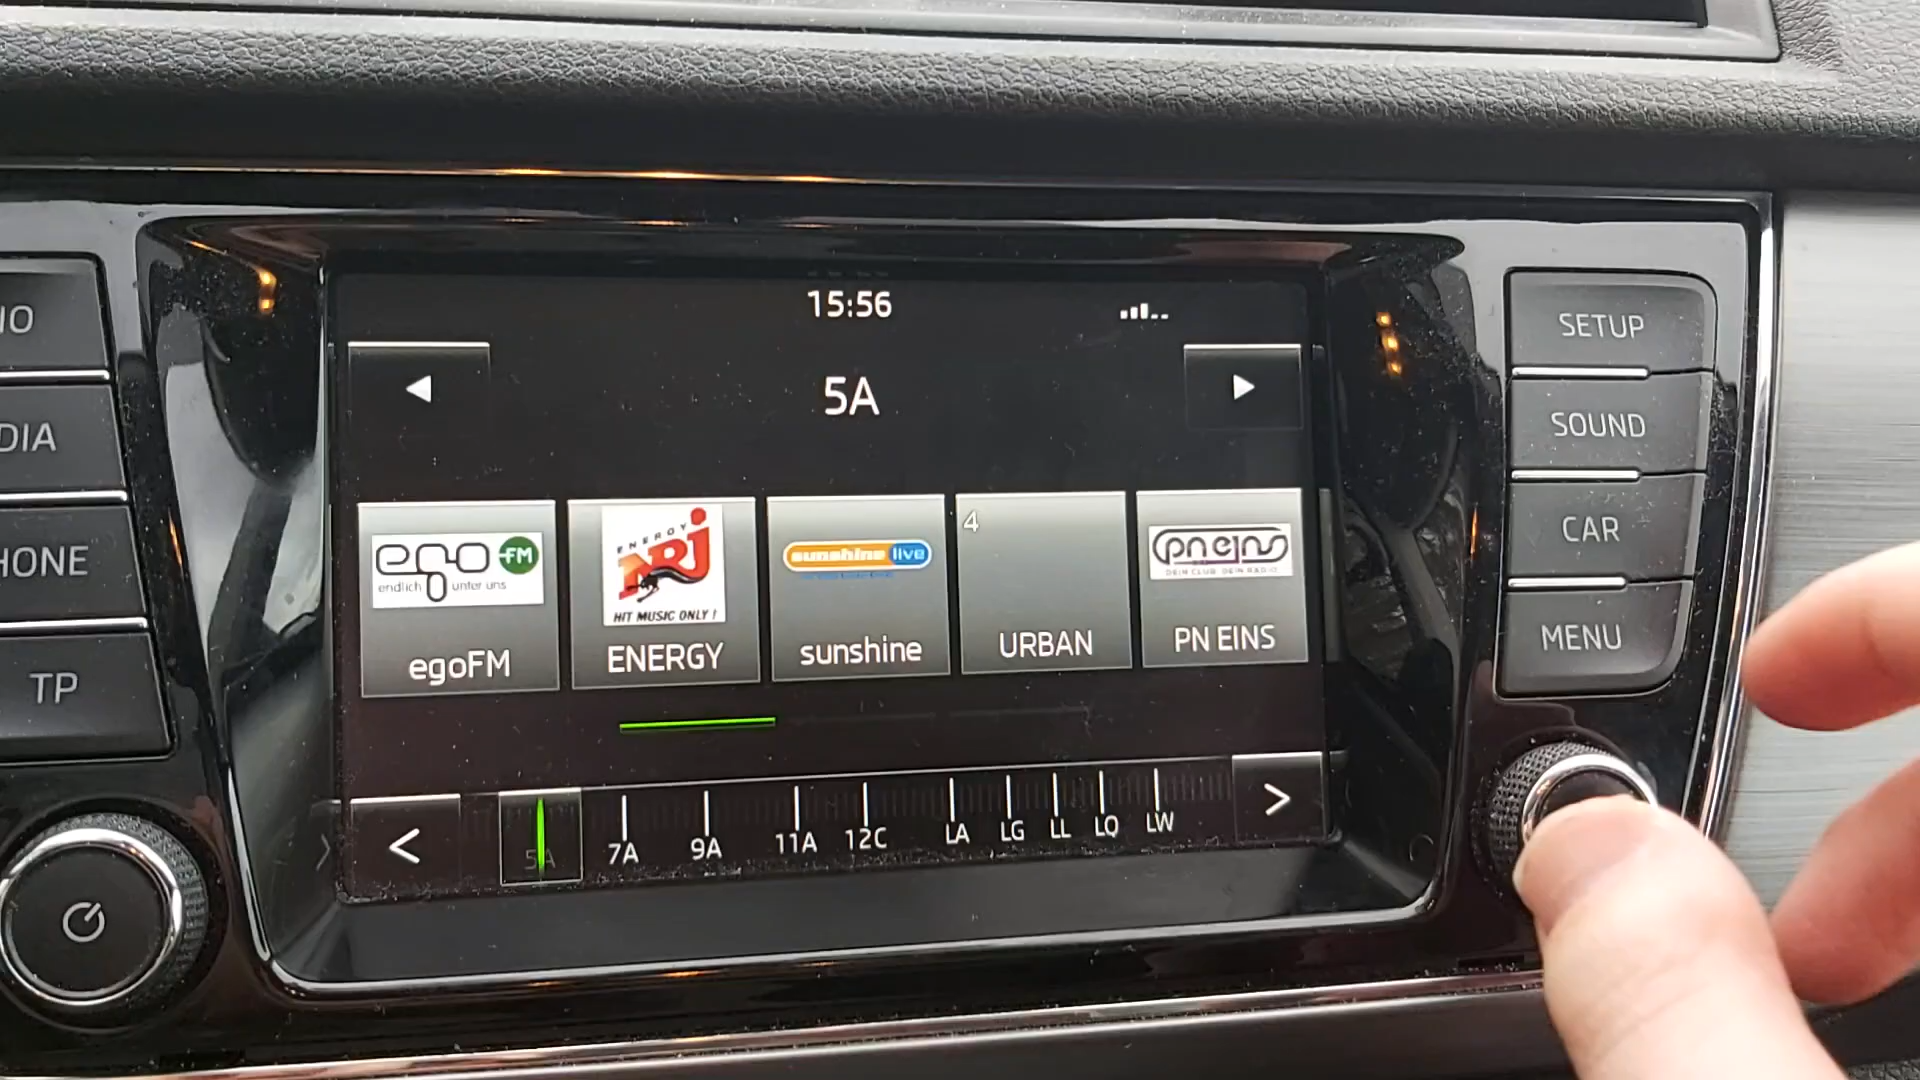 15:56
5A
ego FM
endlich unter uns
egoFM
ENERGY
NRJ
HIT MUSIC ONLY !
ENERGY
sunshine live
sunshine
4
URBAN
pn eins
DEIN CLUB. DEIN RADIO.
PN EINS
<
5A
7A
9A
11A
12C
LA
LG
LL
LQ
LW
>
IO
DIA
HONE
TP
SETUP
SOUND
CAR
MENU